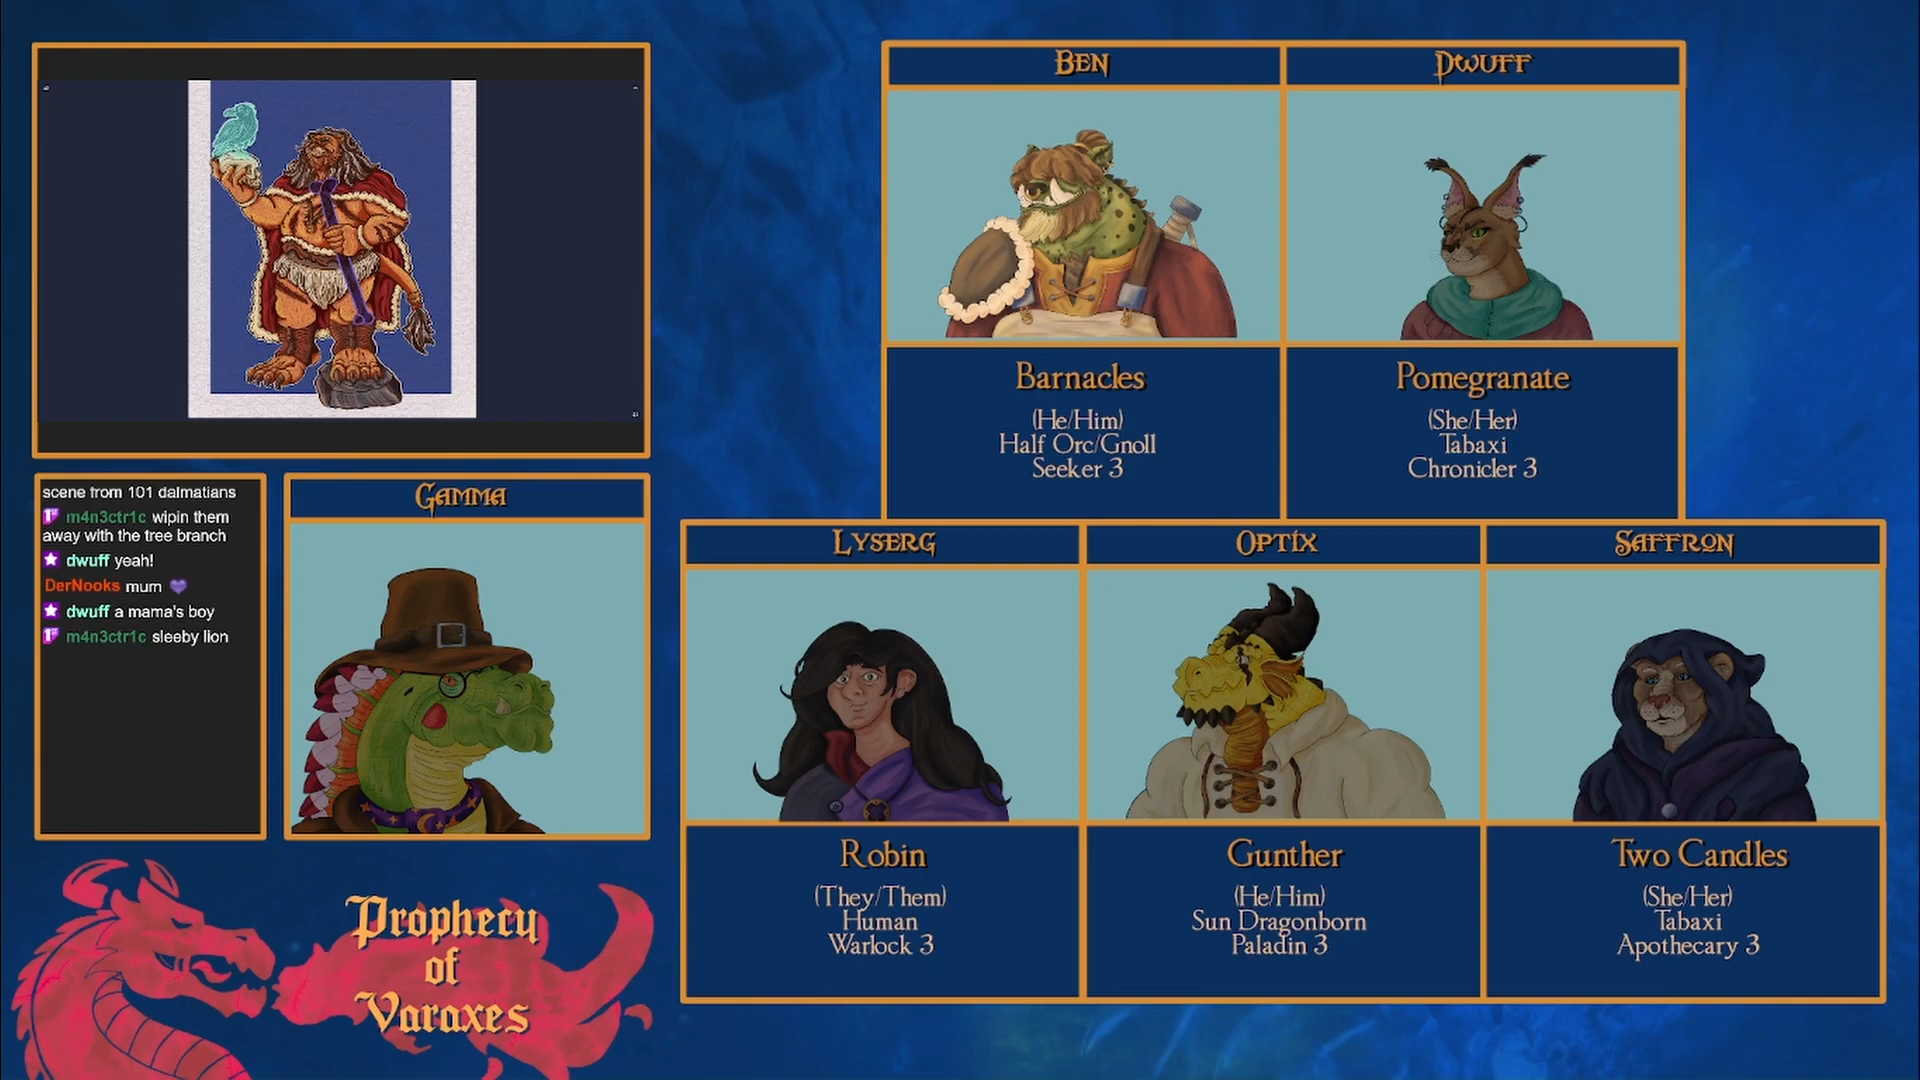 Ben
Dwuff
Barnacles
(He/Him)
Half Orc/Gnoll
Seeker 3
Pomegranate
(She/Her)
Tabaxi
Chronicler 3
scene from 101 dalmatians
m4n3ctr1c wipin them
away with the tree branch
dwuff yeah!
DerNooks mum 💜
dwuff a mama's boy
m4n3ctr1c sleeby lion
Gamma
Lyserg
Optix
Saffron
Robin
(They/Them)
Human
Warlock 3
Gunther
(He/Him)
Sun Dragonborn
Paladin 3
Two Candles
(She/Her)
Tabaxi
Apothecary 3
Prophecy
of
Varaxes